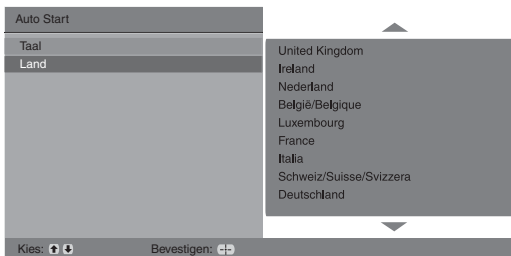 Auto Start
Taal
Land
United Kingdom
Ireland
Nederland
België/Belgique
Luxembourg
France
Italia
Schweiz/Suisse/Svizzera
Deutschland
Kies: Bevestigen: